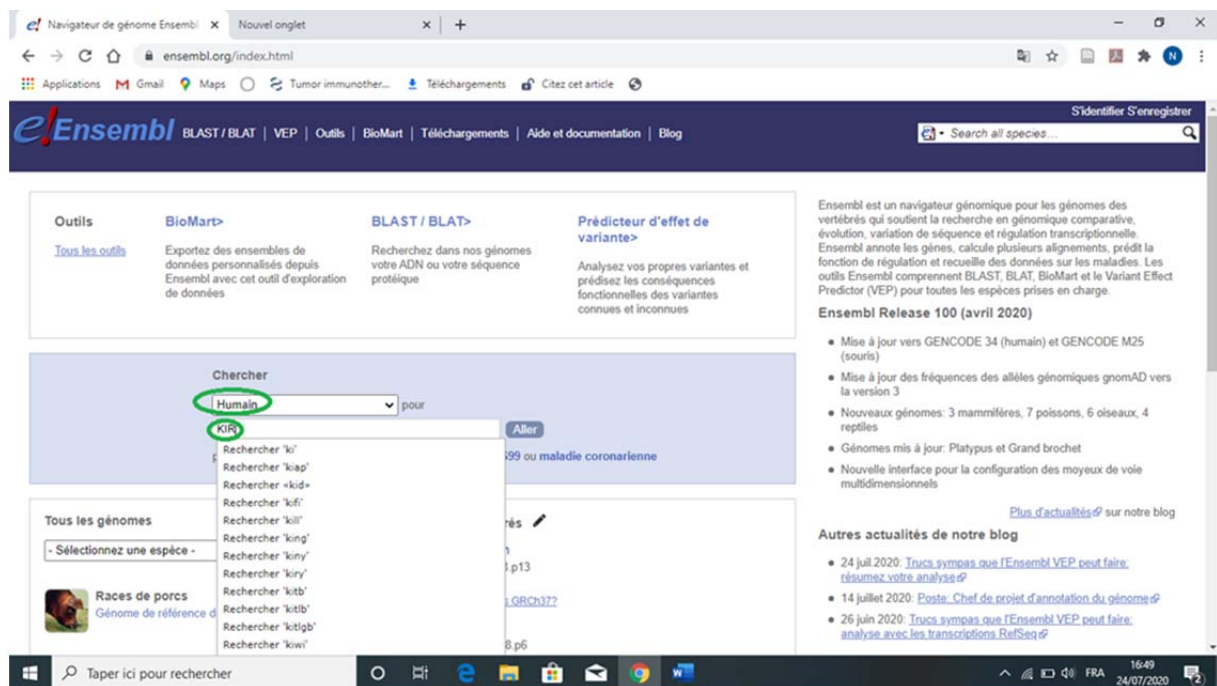 Navigateur de génome Ensembl
Nouvel onglet
ensembl.org/index.html
N
Applications
Gmail
Maps
Tumor immunother...
Téléchargements
Citez cet article
S'identifier S'enregistrer
e!Ensembl
BLAST / BLAT | VEP | Outils | BioMart | Téléchargements | Aide et documentation | Blog
Search all species...
Outils
Tous les outils
BioMart>
Exportez des ensembles de
données personnalisés depuis
Ensembl avec cet outil d'exploration
de données
BLAST / BLAT>
Recherchez dans nos génomes
votre ADN ou votre séquence
protéique
Prédicteur d'effet de
variante>
Analysez vos propres variantes et
prédisez les conséquences
fonctionnelles des variantes
connues et inconnues
Chercher
Humain
pour
KIR
Aller
699 ou maladie coronarienne
Rechercher 'ki'
Rechercher 'kiap'
Rechercher «kid»
Rechercher 'kifi'
Rechercher 'kill'
Rechercher 'king'
Rechercher 'kiny'
Rechercher 'kiry'
Rechercher 'kitb'
Rechercher 'kitlb'
Rechercher 'kitlgb'
Rechercher 'kiwi'
Tous les génomes
- Sélectionnez une espèce -
Races de porcs
Génome de référence d
rés
.p13
s GRCh37?
8.p6
Ensembl est un navigateur génomique pour les génomes des
vertébrés qui soutient la recherche en génomique comparative,
évolution, variation de séquence et régulation transcriptionnelle.
Ensembl annote les gènes, calcule plusieurs alignements, prédit la
fonction de régulation et recueille des données sur les maladies. Les
outils Ensembl comprennent BLAST, BLAT, BioMart et le Variant Effect
Predictor (VEP) pour toutes les espèces prises en charge.
Ensembl Release 100 (avril 2020)
Mise à jour vers GENCODE 34 (humain) et GENCODE M25
(souris)
Mise à jour des fréquences des allèles génomiques gnomAD vers
la version 3
Nouveaux génomes: 3 mammifères, 7 poissons, 6 oiseaux, 4
reptiles
Génomes mis à jour: Platypus et Grand brochet
Nouvelle interface pour la configuration des moyeux de voie
multidimensionnels
Plus d'actualités sur notre blog
Autres actualités de notre blog
24 juil.2020: Trucs sympas que l'Ensembl VEP peut faire:
résumez votre analyse
14 juillet 2020: Poste: Chef de projet d'annotation du génome
26 juin 2020: Trucs sympas que l'Ensembl VEP peut faire:
analyse avec les transcriptions RefSeq
Taper ici pour rechercher
FRA
16:49
24/07/2020
2